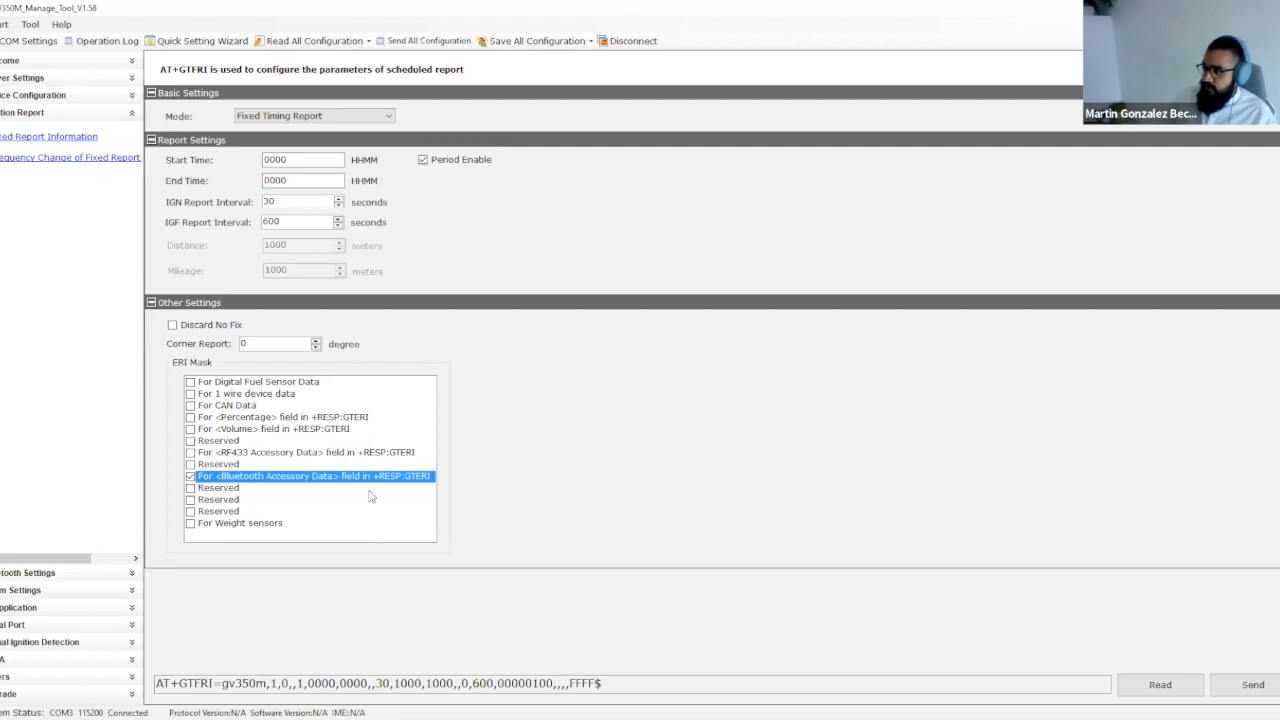 v350M_Manage_Tool_V1.58
rt Tool Help
COM Settings Operation Log Quick Setting Wizard Read All Configuration Send All Configuration Save All Configuration Disconnect
come
ver Settings
ice Configuration
tion Report
xed Report Information
equency Change of Fixed Report
AT+GTFRI is used to configure the parameters of scheduled report
Basic Settings
Mode: Fixed Timing Report
Report Settings
Start Time: 0000 HHMM Period Enable
End Time: 0000 HHMM
IGN Report Interval: 30 seconds
IGF Report Interval: 600 seconds
Distance: 1000 meters
Mileage: 1000 meters
Other Settings
Discard No Fix
Corner Report: 0 degree
ERI Mask
For Digital Fuel Sensor Data
For 1 wire device data
For CAN Data
For <Percentage> field in +RESP:GTERI
For <Volume> field in +RESP:GTERI
Reserved
For <RF433 Accessory Data> field in +RESP:GTERI
Reserved
For <Bluetooth Accessory Data> field in +RESP:GTERI
Reserved
Reserved
Reserved
For Weight sensors
Martin Gonzalez Bec...
tooth Settings
m Settings
pplication
al Port
ual Ignition Detection
A
ers
rade
AT+GTFRI=gv350m,1,0,,1,0000,0000,,30,1000,1000,,0,600,00000100,,,,FFFF$
Read Send
em Status: COM3 115200 Connected Protocol Version:N/A Software Version:N/A IMEI:N/A